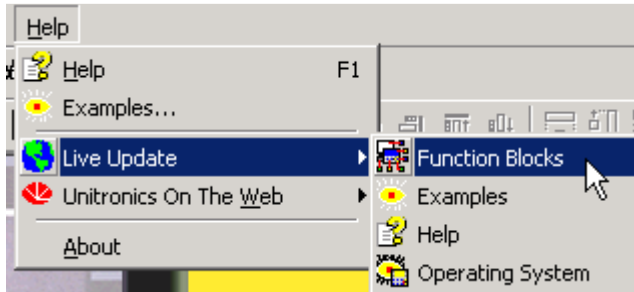 Help
Help F1
Examples...
Live Update
Unitronics On The Web
About
Function Blocks
Examples
Help
Operating System